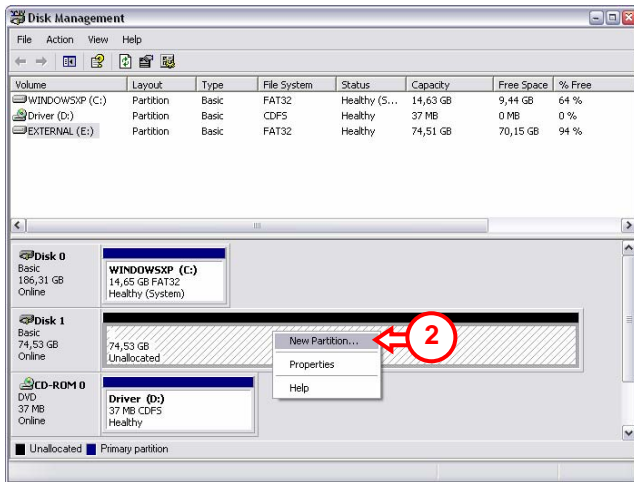 Disk Management
File Action View Help
Volume Layout Type File System Status Capacity Free Space % Free
WINDOWSXP (C:) Partition Basic FAT32 Healthy (S... 14,63 GB 9,44 GB 64 %
Driver (D:) Partition Basic CDFS Healthy 37 MB 0 MB 0 %
EXTERNAL (E:) Partition Basic FAT32 Healthy 74,51 GB 70,15 GB 94 %
Disk 0
Basic
186,31 GB
Online
WINDOWSXP (C:)
14,65 GB FAT32
Healthy (System)
Disk 1
Basic
74,53 GB
Online
74,53 GB
Unallocated
New Partition...
Properties
Help
2
CD-ROM 0
DVD
37 MB
Online
Driver (D:)
37 MB CDFS
Healthy
Unallocated Primary partition